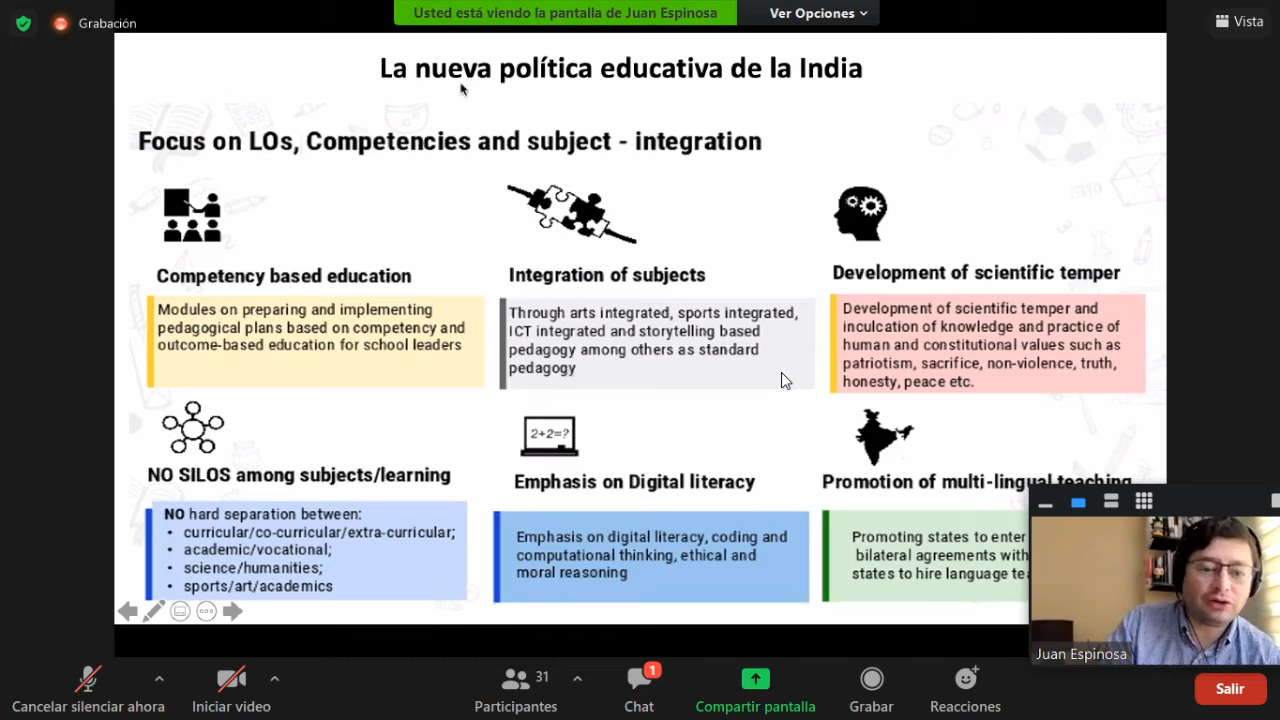 Grabación
Usted está viendo la pantalla de Juan Espinosa
Ver Opciones
Vista
La nueva política educativa de la India
Focus on LOs, Competencies and subject - integration
Competency based education
Modules on preparing and implementing
pedagogical plans based on competency and
outcome-based education for school leaders
Integration of subjects
Through arts integrated, sports integrated,
ICT integrated and storytelling based
pedagogy among others as standard
pedagogy
Development of scientific temper
Development of scientific temper and
inculcation of knowledge and practice of
human and constitutional values such as
patriotism, sacrifice, non-violence, truth,
honesty, peace etc.
NO SILOS among subjects/learning
NO hard separation between:
• curricular/co-curricular/extra-curricular;
• academic/vocational;
• science/humanities;
• sports/art/academics
2+2=?
Emphasis on Digital literacy
Emphasis on digital literacy, coding and
computational thinking, ethical and
moral reasoning
Promotion of multi-lingual teaching
Promoting states to enter
bilateral agreements with
states to hire language
Juan Espinosa
Cancelar silenciar ahora
Iniciar video
31
Participantes
1
Chat
Compartir pantalla
Grabar
Reacciones
Salir